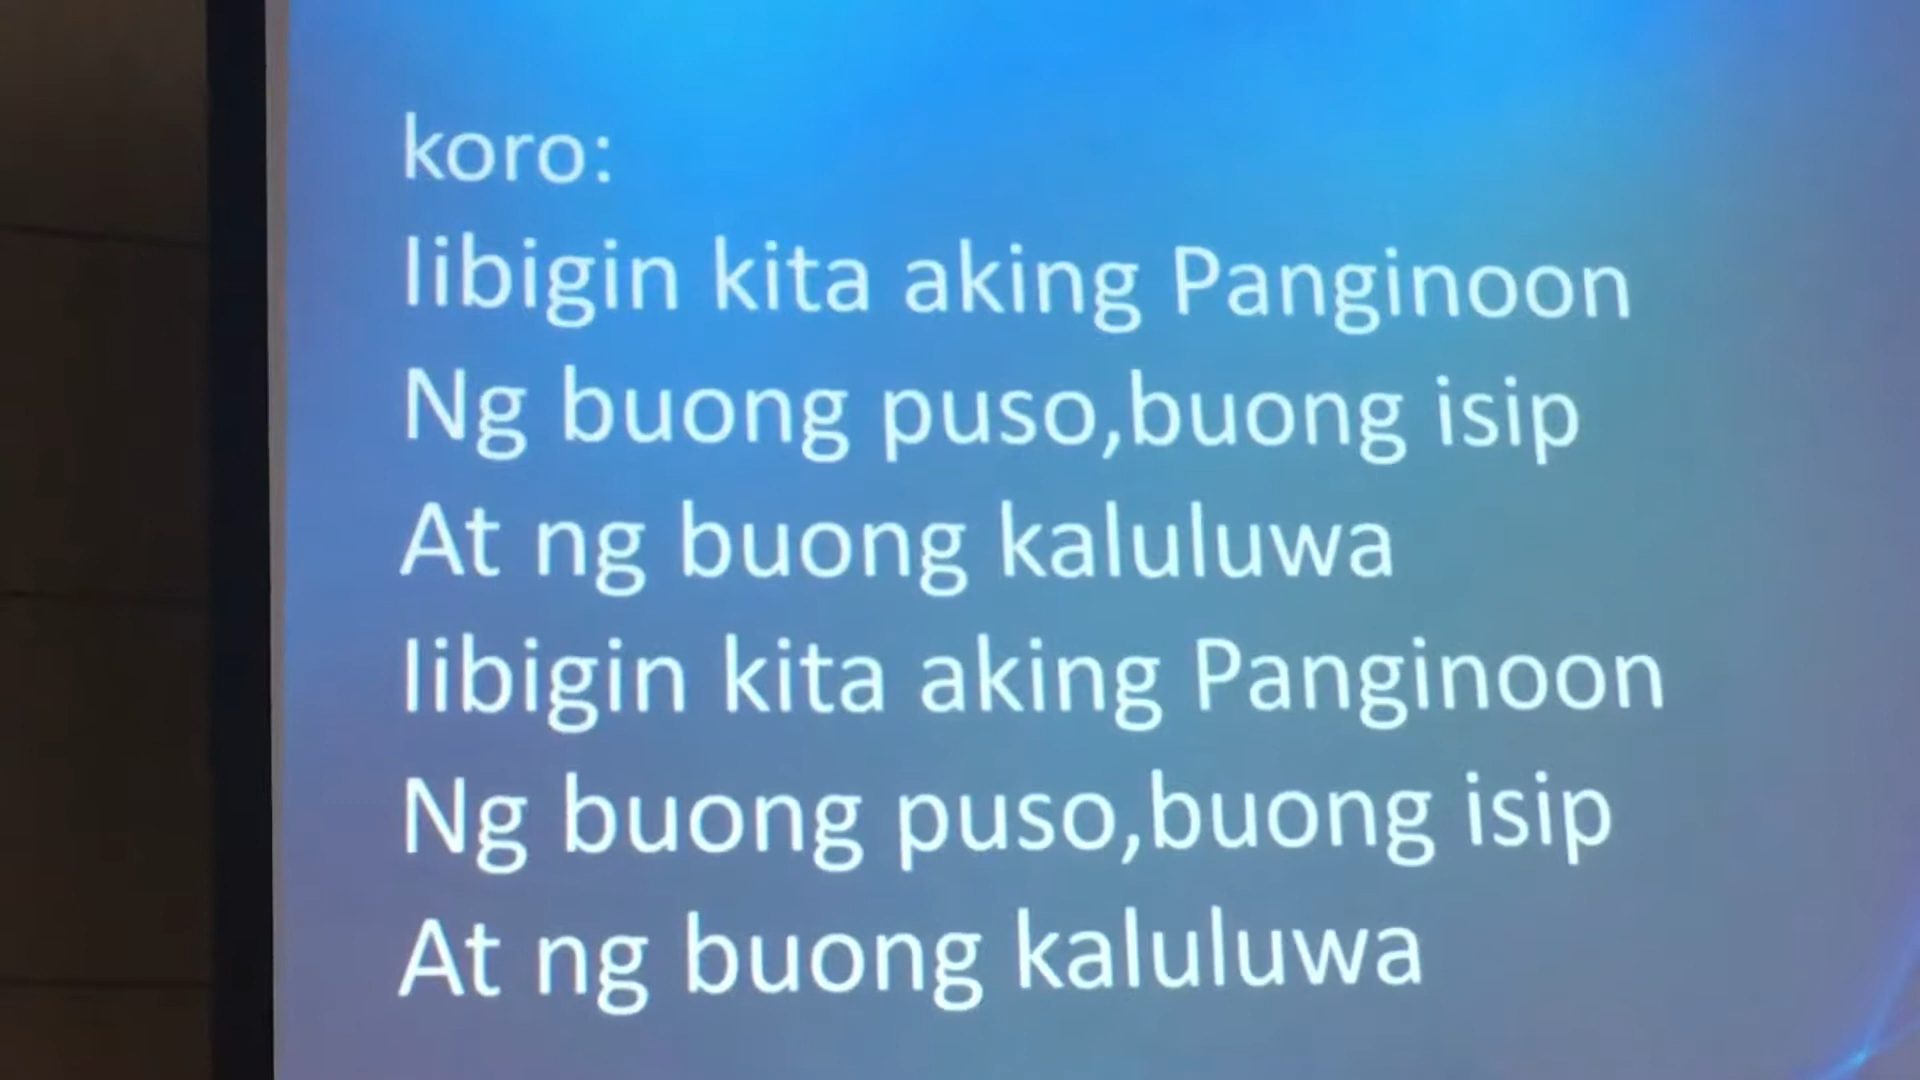 koro:
Iibigin kita aking Panginoon
Ng buong puso,buong isip
At ng buong kaluluwa
Iibigin kita aking Panginoon
Ng buong puso,buong isip
At ng buong kaluluwa